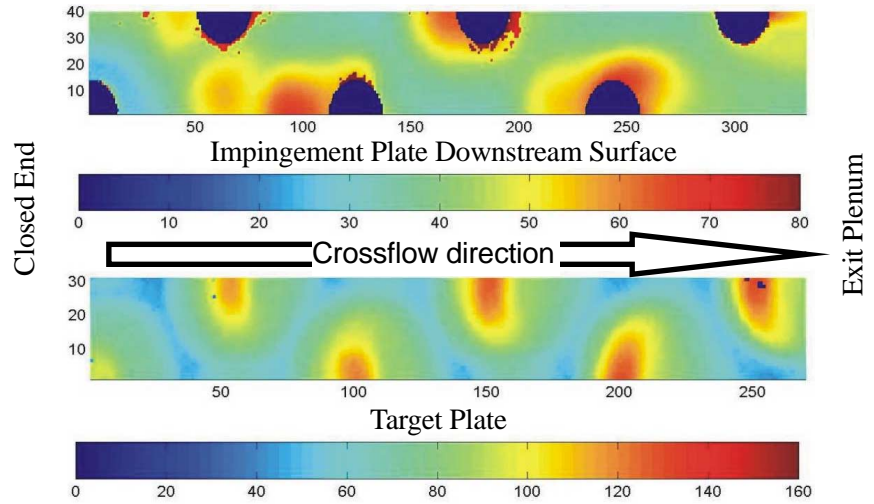 40
30
20
10
50 100 150 200 250 300
Impingement Plate Downstream Surface
0 10 20 30 40 50 60 70 80
Closed End
Crossflow direction
Exit Plenum
30
20
10
50 100 150 200 250
Target Plate
0 20 40 60 80 100 120 140 160